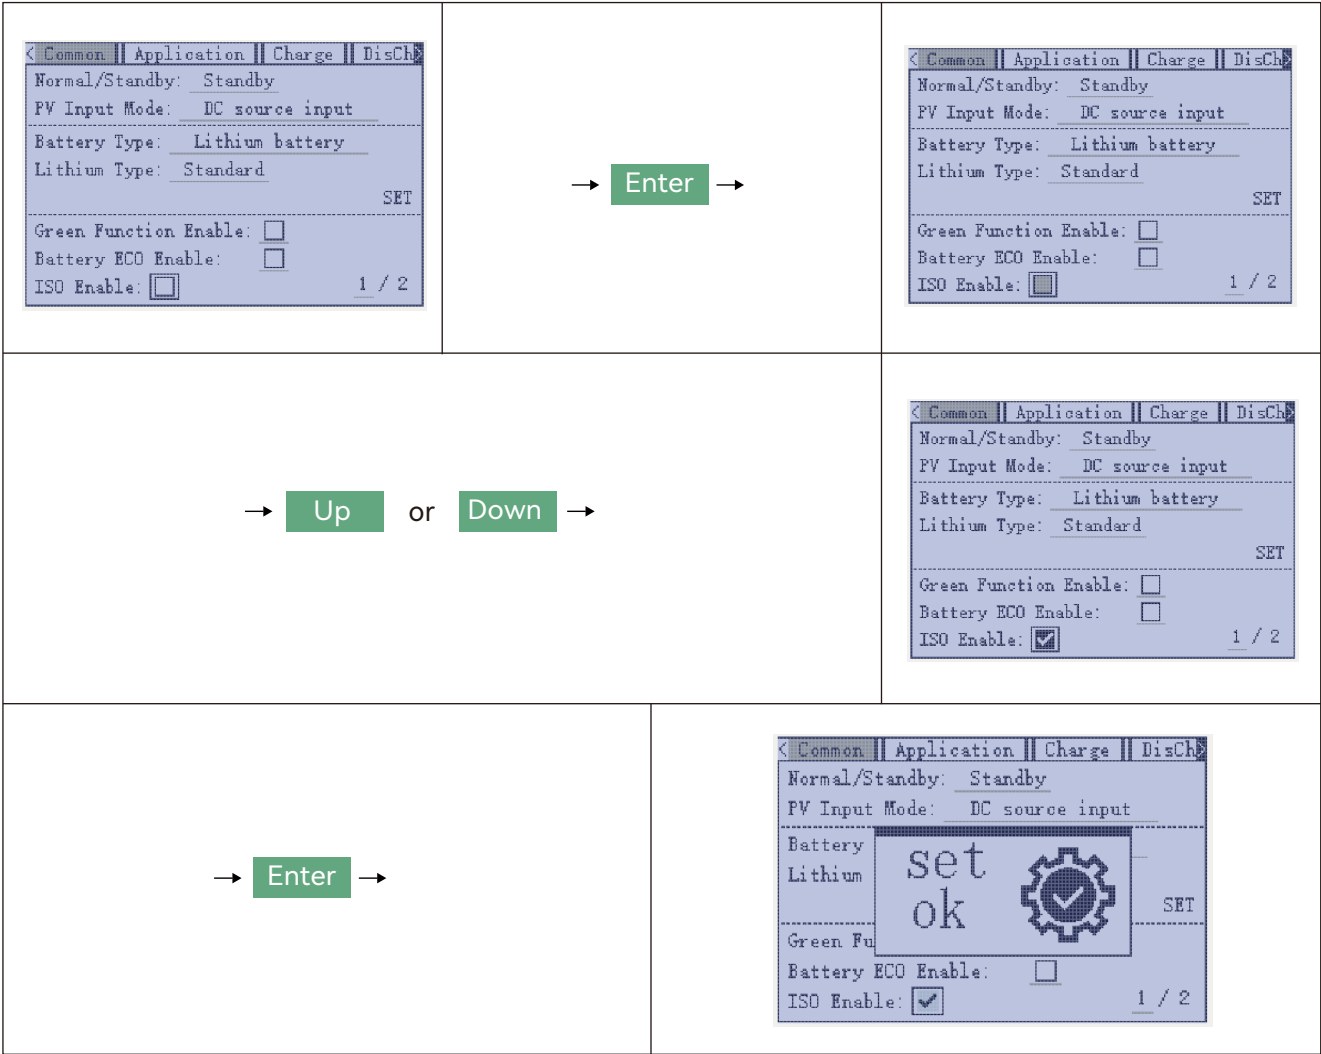 < Common Application Charge DisCh
Normal/Standby: Standby
PV Input Mode: DC source input
Battery Type: Lithium battery
Lithium Type: Standard
SET
Green Function Enable:
Battery ECO Enable:
ISO Enable: 1 / 2
→ Enter →
< Common Application Charge DisCh
Normal/Standby: Standby
PV Input Mode: DC source input
Battery Type: Lithium battery
Lithium Type: Standard
SET
Green Function Enable:
Battery ECO Enable:
ISO Enable: 1 / 2
→ Up or Down →
< Common Application Charge DisCh
Normal/Standby: Standby
PV Input Mode: DC source input
Battery Type: Lithium battery
Lithium Type: Standard
SET
Green Function Enable:
Battery ECO Enable:
ISO Enable: 1 / 2
→ Enter →
< Common Application Charge DisCh
Normal/Standby: Standby
PV Input Mode: DC source input
Battery
Lithium
set
ok
SET
Green Fu
Battery ECO Enable:
ISO Enable: 1 / 2